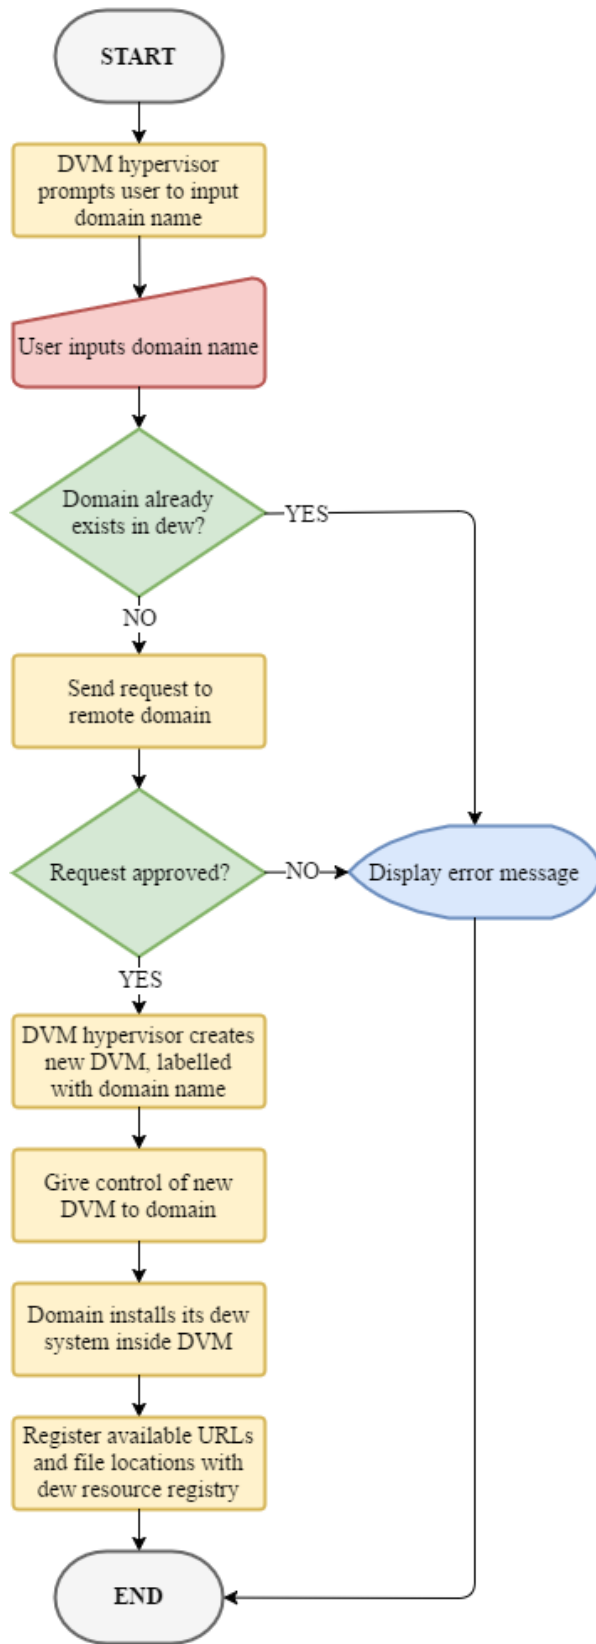 START
DVM hypervisor
prompts user to input
domain name
User inputs domain name
Domain already
exists in dew?
YES
NO
Send request to
remote domain
Request approved?
NO
Display error message
YES
DVM hypervisor creates
new DVM, labelled
with domain name
Give control of new
DVM to domain
Domain installs its dew
system inside DVM
Register available URLs
and file locations with
dew resource registry
END